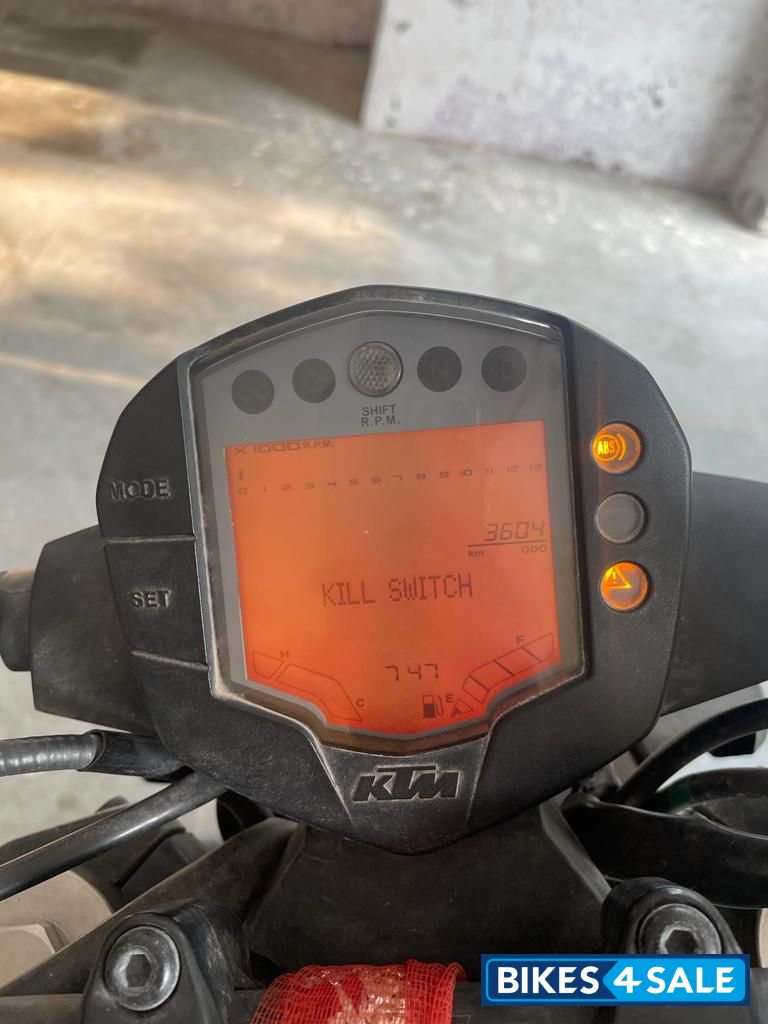 SHIFT
R.P.M.
X 1000 R.P.M.
0 1 2 3 4 5 6 7 8 9 10 11 12 13
N
ABS
MODE
3604
km ODO
SET
KILL SWITCH
H
F
747
C
E
KTM
BIKES4SALE